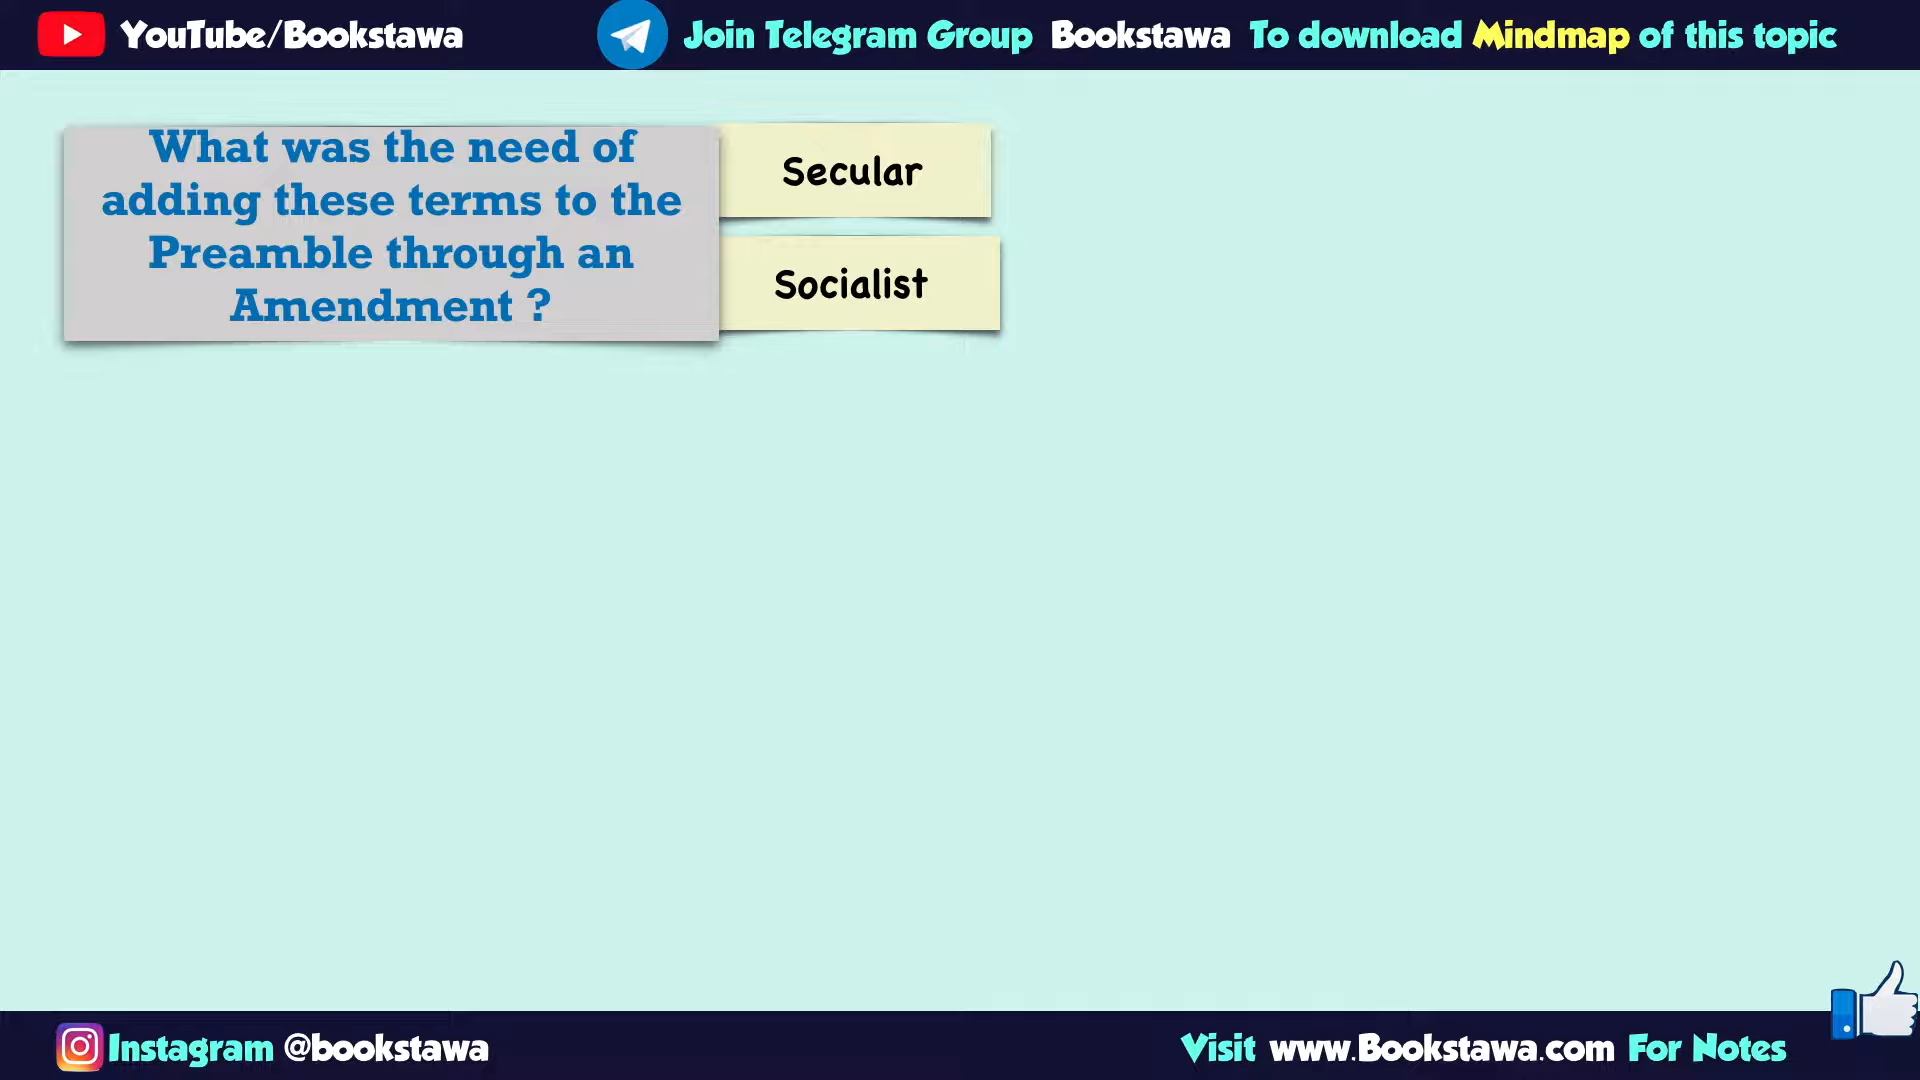 YouTube/Bookstawa
Join Telegram Group Bookstawa To download Mindmap of this topic
What was the need of
adding these terms to the
Preamble through an
Amendment ?
Secular
Socialist
Instagram @bookstawa
Visit www.Bookstawa.com For Notes